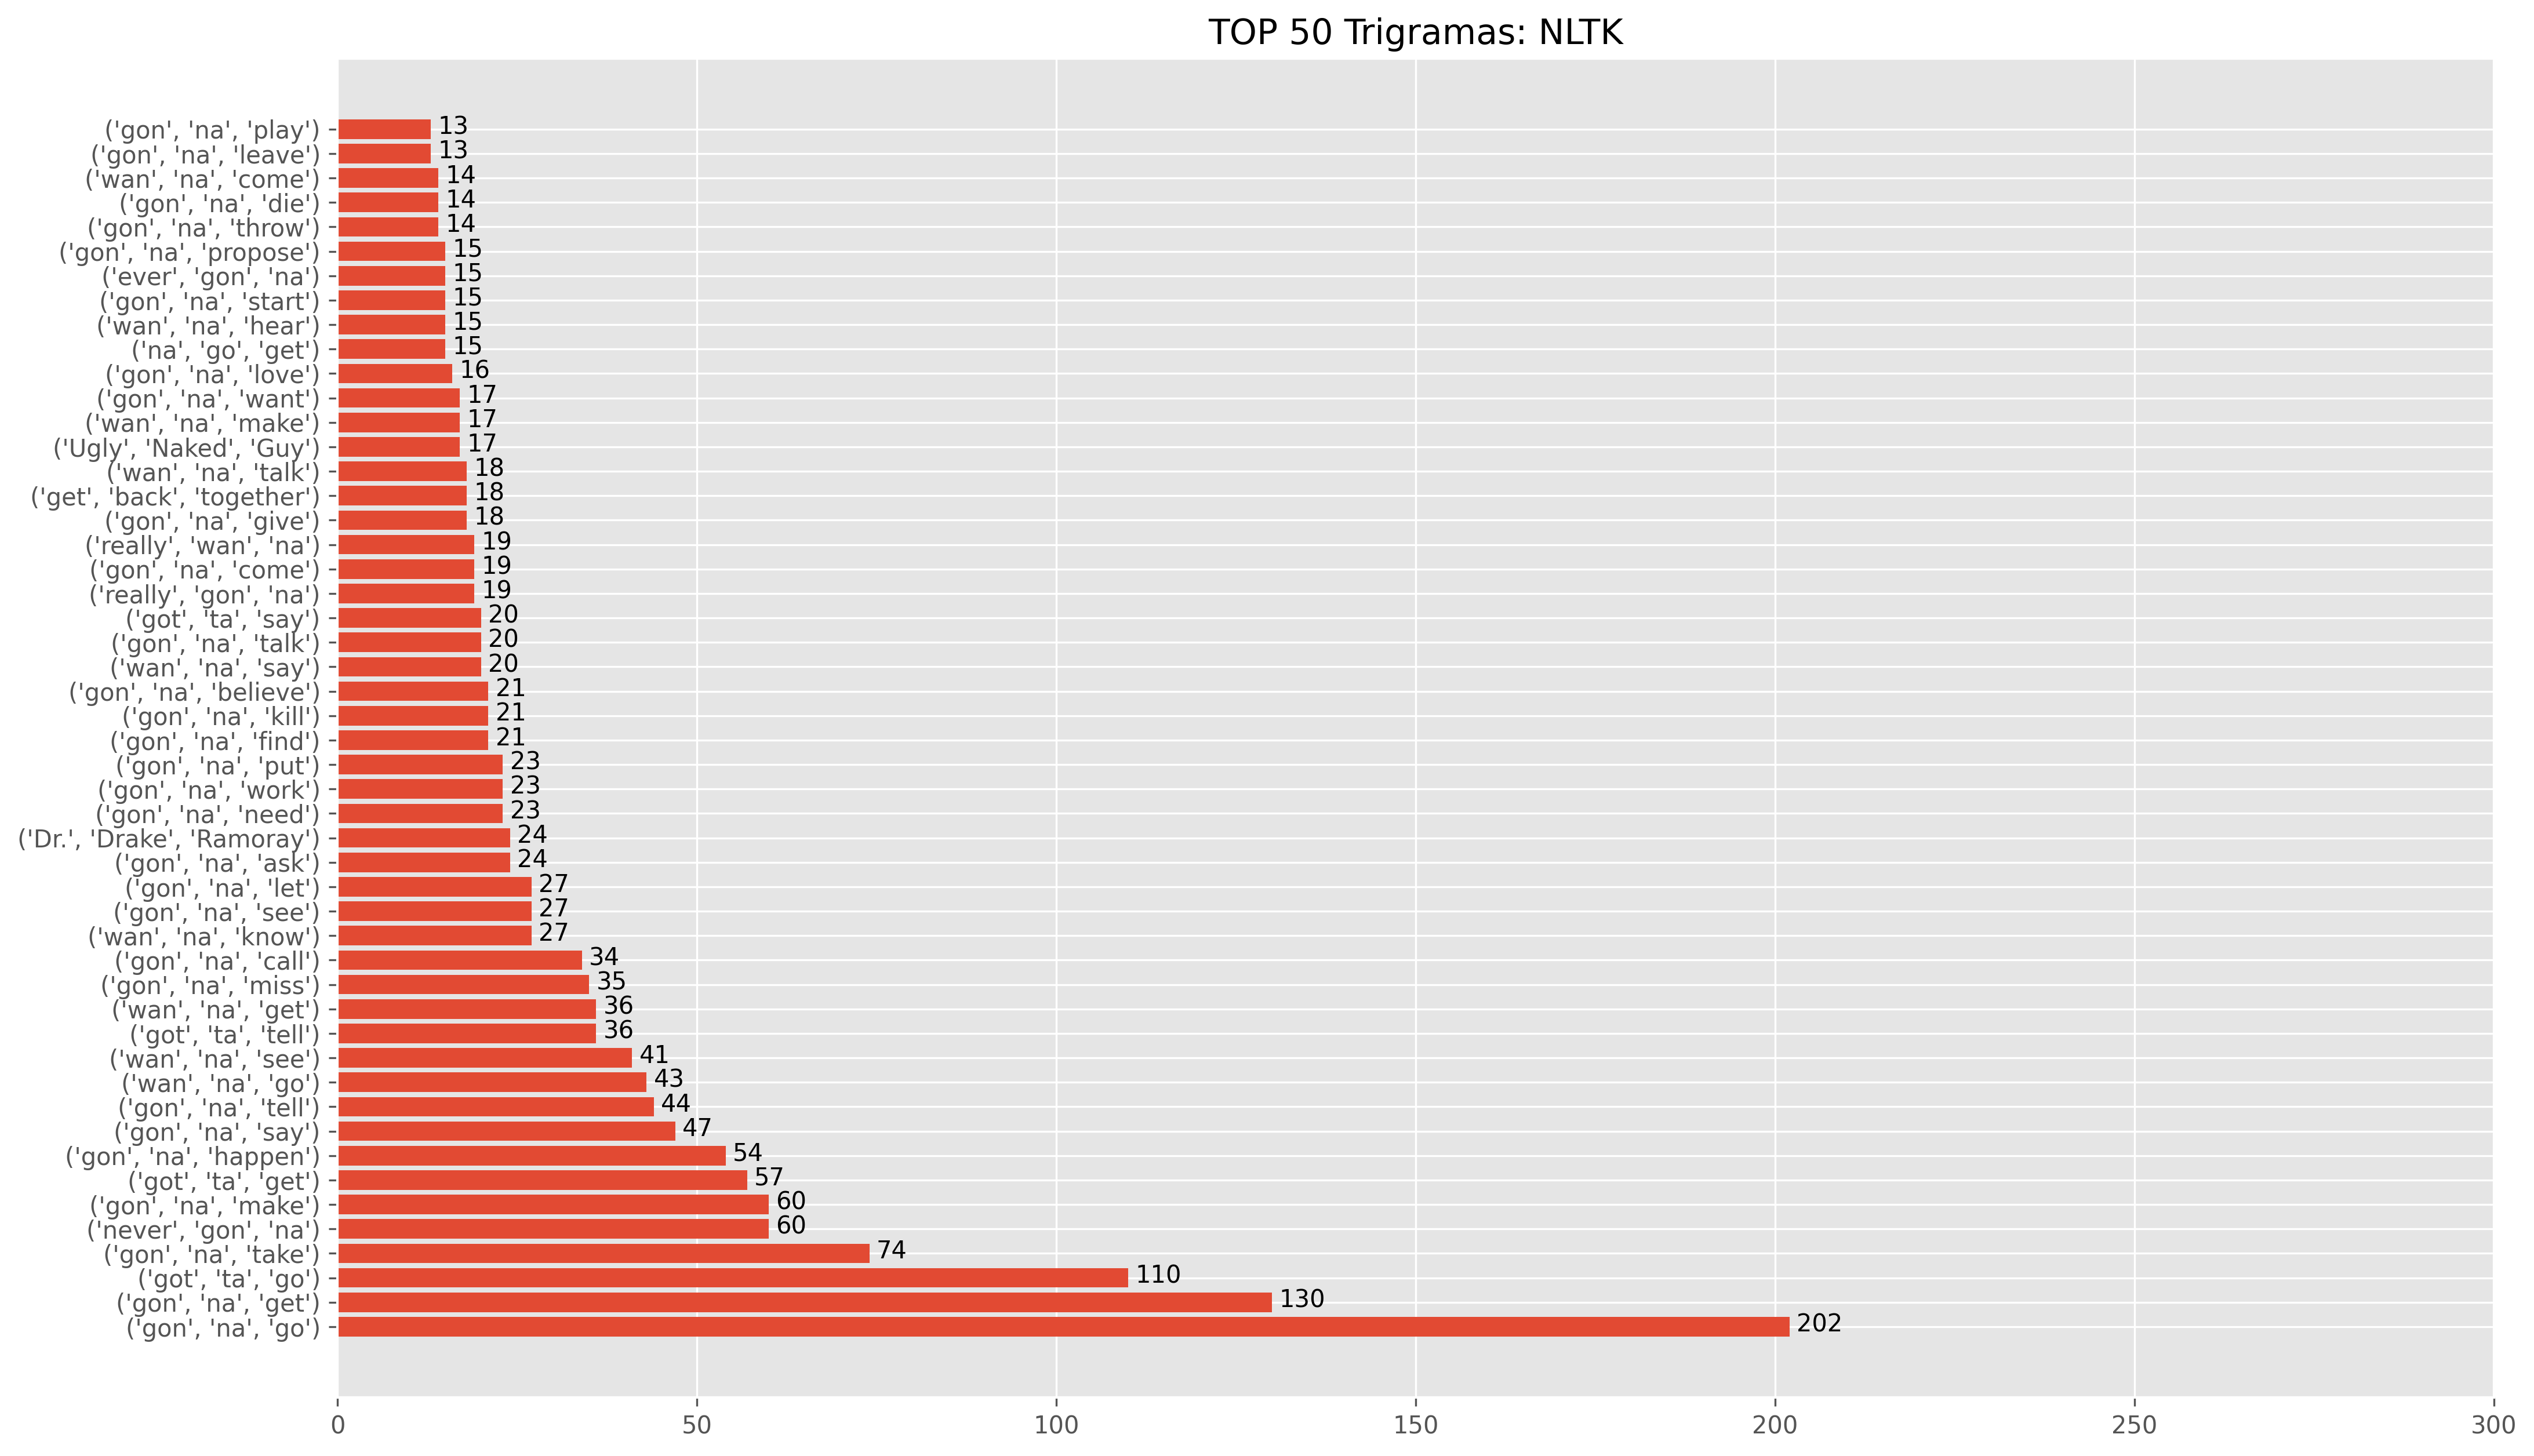 TOP 50 Trigramas: NLTK
('gon', 'na', 'play') 13
('gon', 'na', 'leave') 13
('wan', 'na', 'come') 14
('gon', 'na', 'die') 14
('gon', 'na', 'throw') 14
('gon', 'na', 'propose') 15
('ever', 'gon', 'na') 15
('gon', 'na', 'start') 15
('wan', 'na', 'hear') 15
('na', 'go', 'get') 15
('gon', 'na', 'love') 16
('gon', 'na', 'want') 17
('wan', 'na', 'make') 17
('Ugly', 'Naked', 'Guy') 17
('wan', 'na', 'talk') 18
('get', 'back', 'together') 18
('gon', 'na', 'give') 18
('really', 'wan', 'na') 19
('gon', 'na', 'come') 19
('really', 'gon', 'na') 19
('got', 'ta', 'say') 20
('gon', 'na', 'talk') 20
('wan', 'na', 'say') 20
('gon', 'na', 'believe') 21
('gon', 'na', 'kill') 21
('gon', 'na', 'find') 21
('gon', 'na', 'put') 23
('gon', 'na', 'work') 23
('gon', 'na', 'need') 23
('Dr.', 'Drake', 'Ramoray') 24
('gon', 'na', 'ask') 24
('gon', 'na', 'let') 27
('gon', 'na', 'see') 27
('wan', 'na', 'know') 27
('gon', 'na', 'call') 34
('gon', 'na', 'miss') 35
('wan', 'na', 'get') 36
('got', 'ta', 'tell') 36
('wan', 'na', 'see') 41
('wan', 'na', 'go') 43
('gon', 'na', 'tell') 44
('gon', 'na', 'say') 47
('gon', 'na', 'happen') 54
('got', 'ta', 'get') 57
('gon', 'na', 'make') 60
('never', 'gon', 'na') 60
('gon', 'na', 'take') 74
('got', 'ta', 'go') 110
('gon', 'na', 'get') 130
('gon', 'na', 'go') 202
0 50 100 150 200 250 300